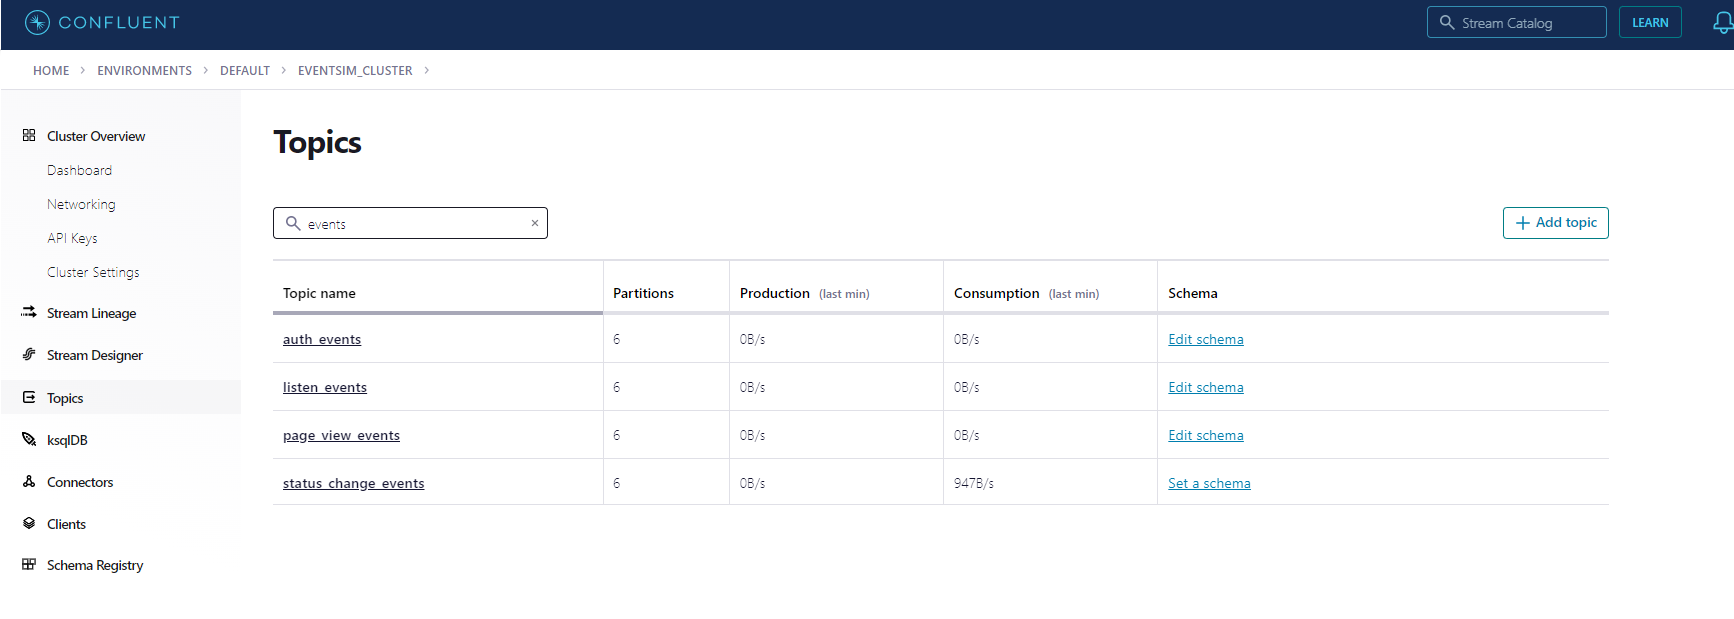 CONFLUENT
Stream Catalog
LEARN
HOME > ENVIRONMENTS > DEFAULT > EVENTSIM_CLUSTER >
Cluster Overview
Dashboard
Networking
API Keys
Cluster Settings
Stream Lineage
Stream Designer
Topics
ksqlDB
Connectors
Clients
Schema Registry
Topics
events ×
+ Add topic
Topic name Partitions Production (last min) Consumption (last min) Schema
auth_events 6 0B/s 0B/s Edit schema
listen_events 6 0B/s 0B/s Edit schema
page_view_events 6 0B/s 0B/s Edit schema
status_change_events 6 0B/s 947B/s Set a schema